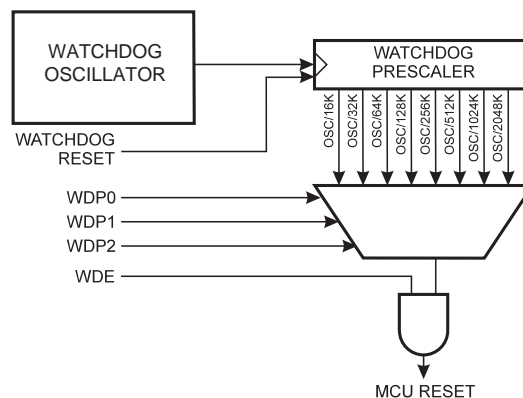 WATCHDOG
OSCILLATOR
WATCHDOG
PRESCALER
WATCHDOG
RESET
OSC/16K
OSC/32K
OSC/64K
OSC/128K
OSC/256K
OSC/512K
OSC/1024K
OSC/2048K
WDP0
WDP1
WDP2
WDE
MCU RESET